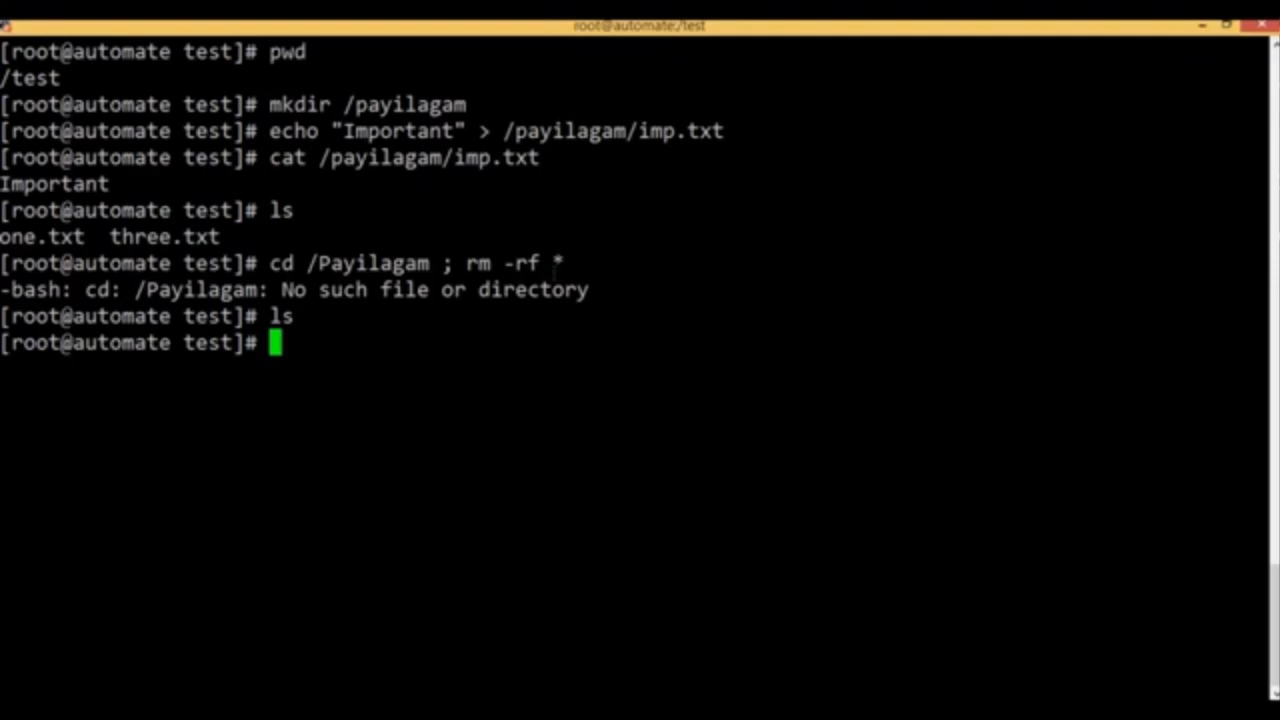 root@automate:/test
[root@automate test]# pwd
/test
[root@automate test]# mkdir /payilagam
[root@automate test]# echo "Important" > /payilagam/imp.txt
[root@automate test]# cat /payilagam/imp.txt
Important
[root@automate test]# ls
one.txt  three.txt
[root@automate test]# cd /Payilagam ; rm -rf *
-bash: cd: /Payilagam: No such file or directory
[root@automate test]# ls
[root@automate test]#